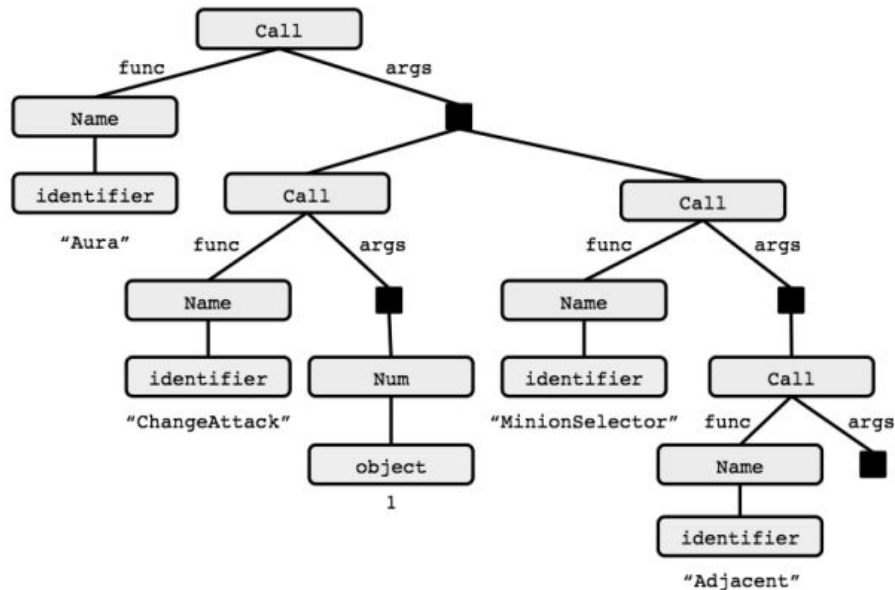 Call
func
args
Name
identifier
“Aura”
Call
Call
func
args
func
args
Name
Name
identifier
Num
identifier
Call
“ChangeAttack”
“MinionSelector”
func
args
object
Name
1
identifier
“Adjacent”